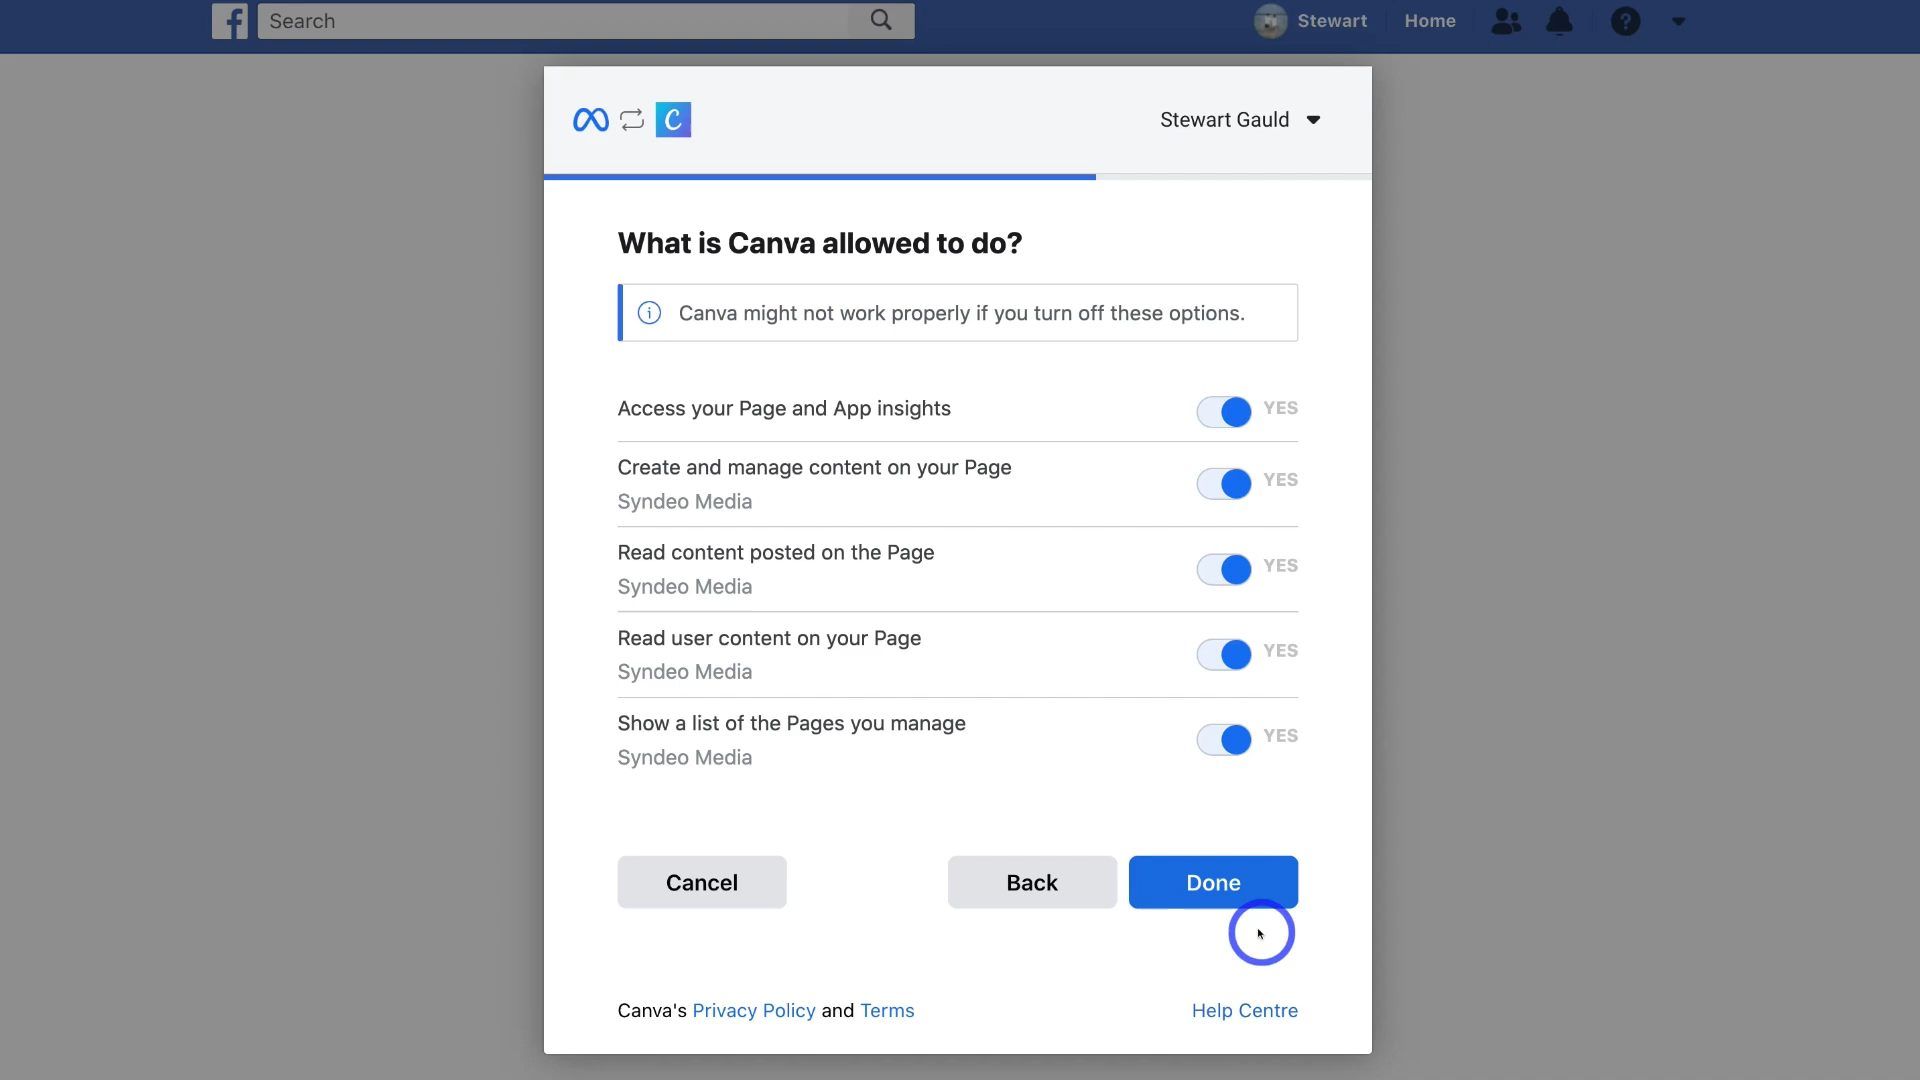 Search
Stewart
Home
Stewart Gauld
What is Canva allowed to do?
Canva might not work properly if you turn off these options.
Access your Page and App insights
YES
Create and manage content on your Page
Syndeo Media
YES
Read content posted on the Page
Syndeo Media
YES
Read user content on your Page
Syndeo Media
YES
Show a list of the Pages you manage
Syndeo Media
YES
Cancel
Back
Done
Canva's Privacy Policy and Terms
Help Centre